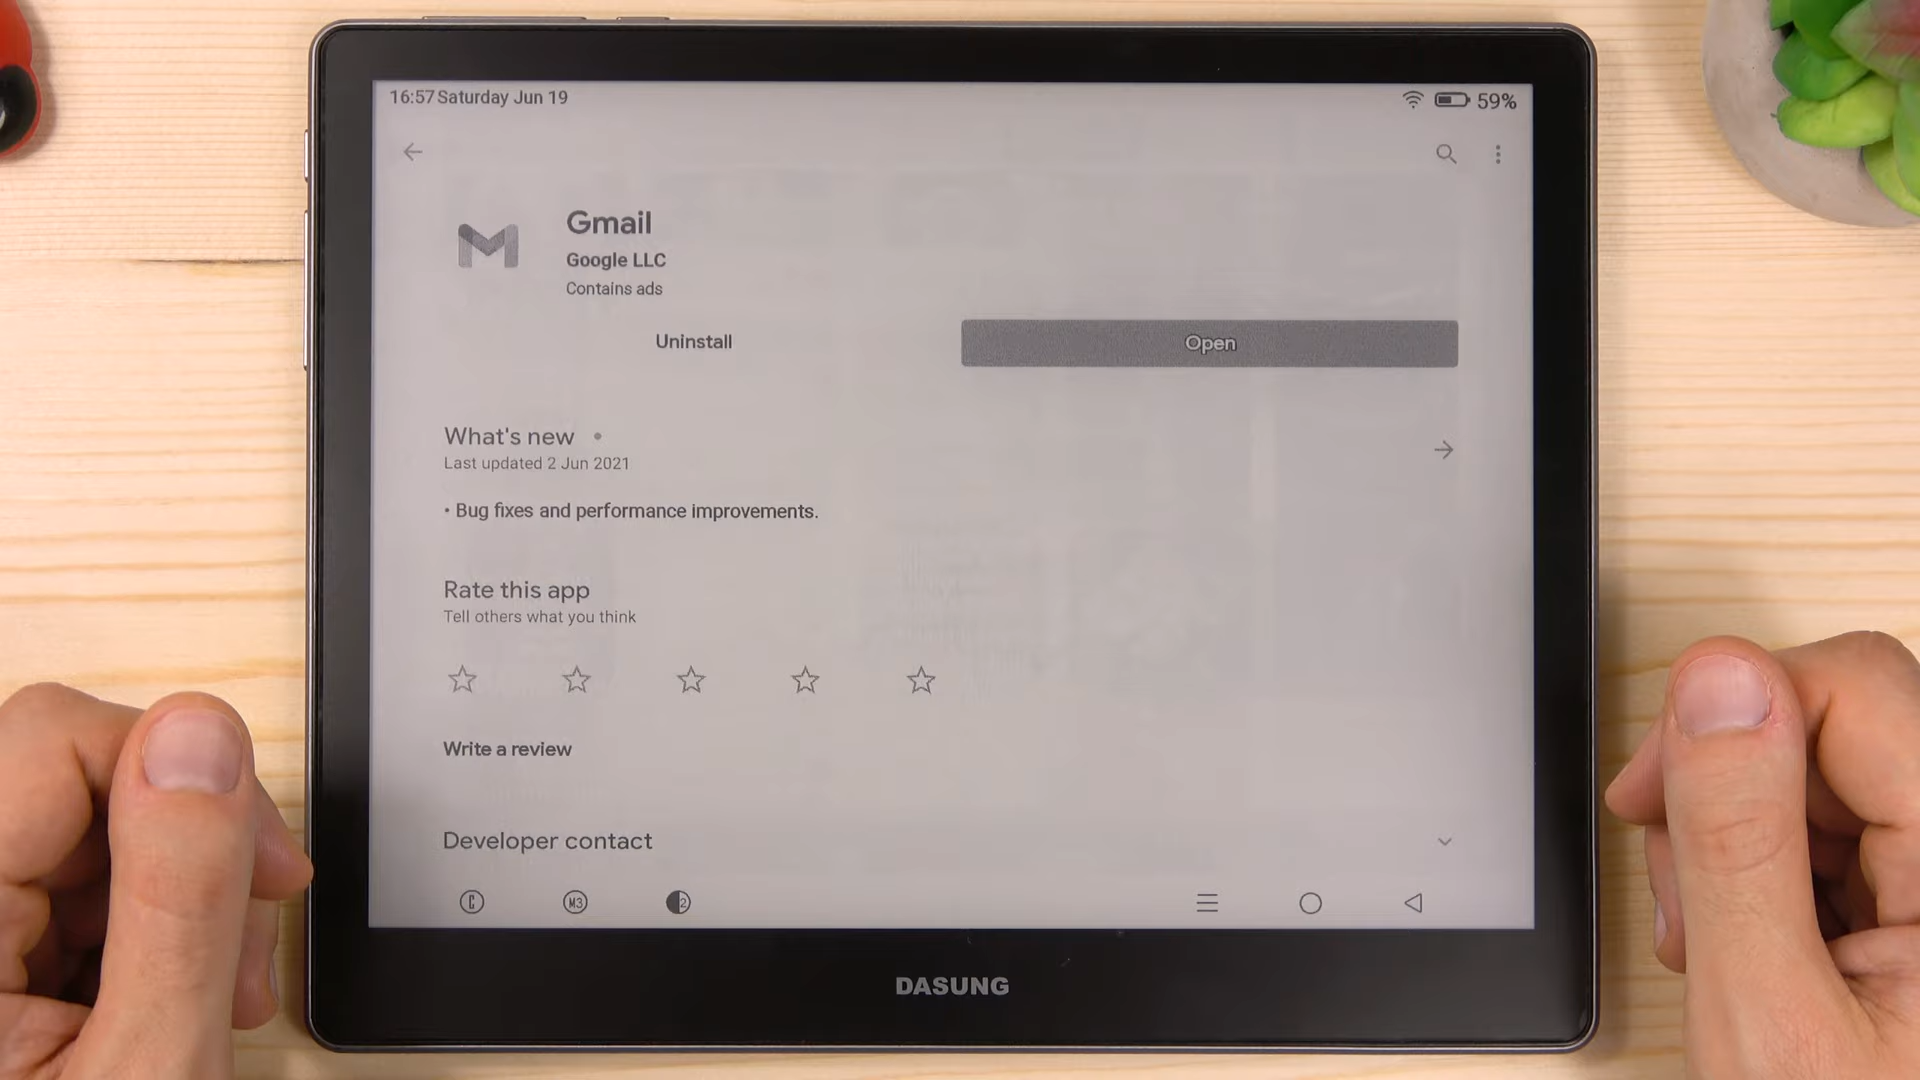 16:57 Saturday Jun 19
59%
Gmail
Google LLC
Contains ads
Uninstall
Open
What's new
Last updated 2 Jun 2021
• Bug fixes and performance improvements.
Rate this app
Tell others what you think
Write a review
Developer contact
C
M3
2
DASUNG